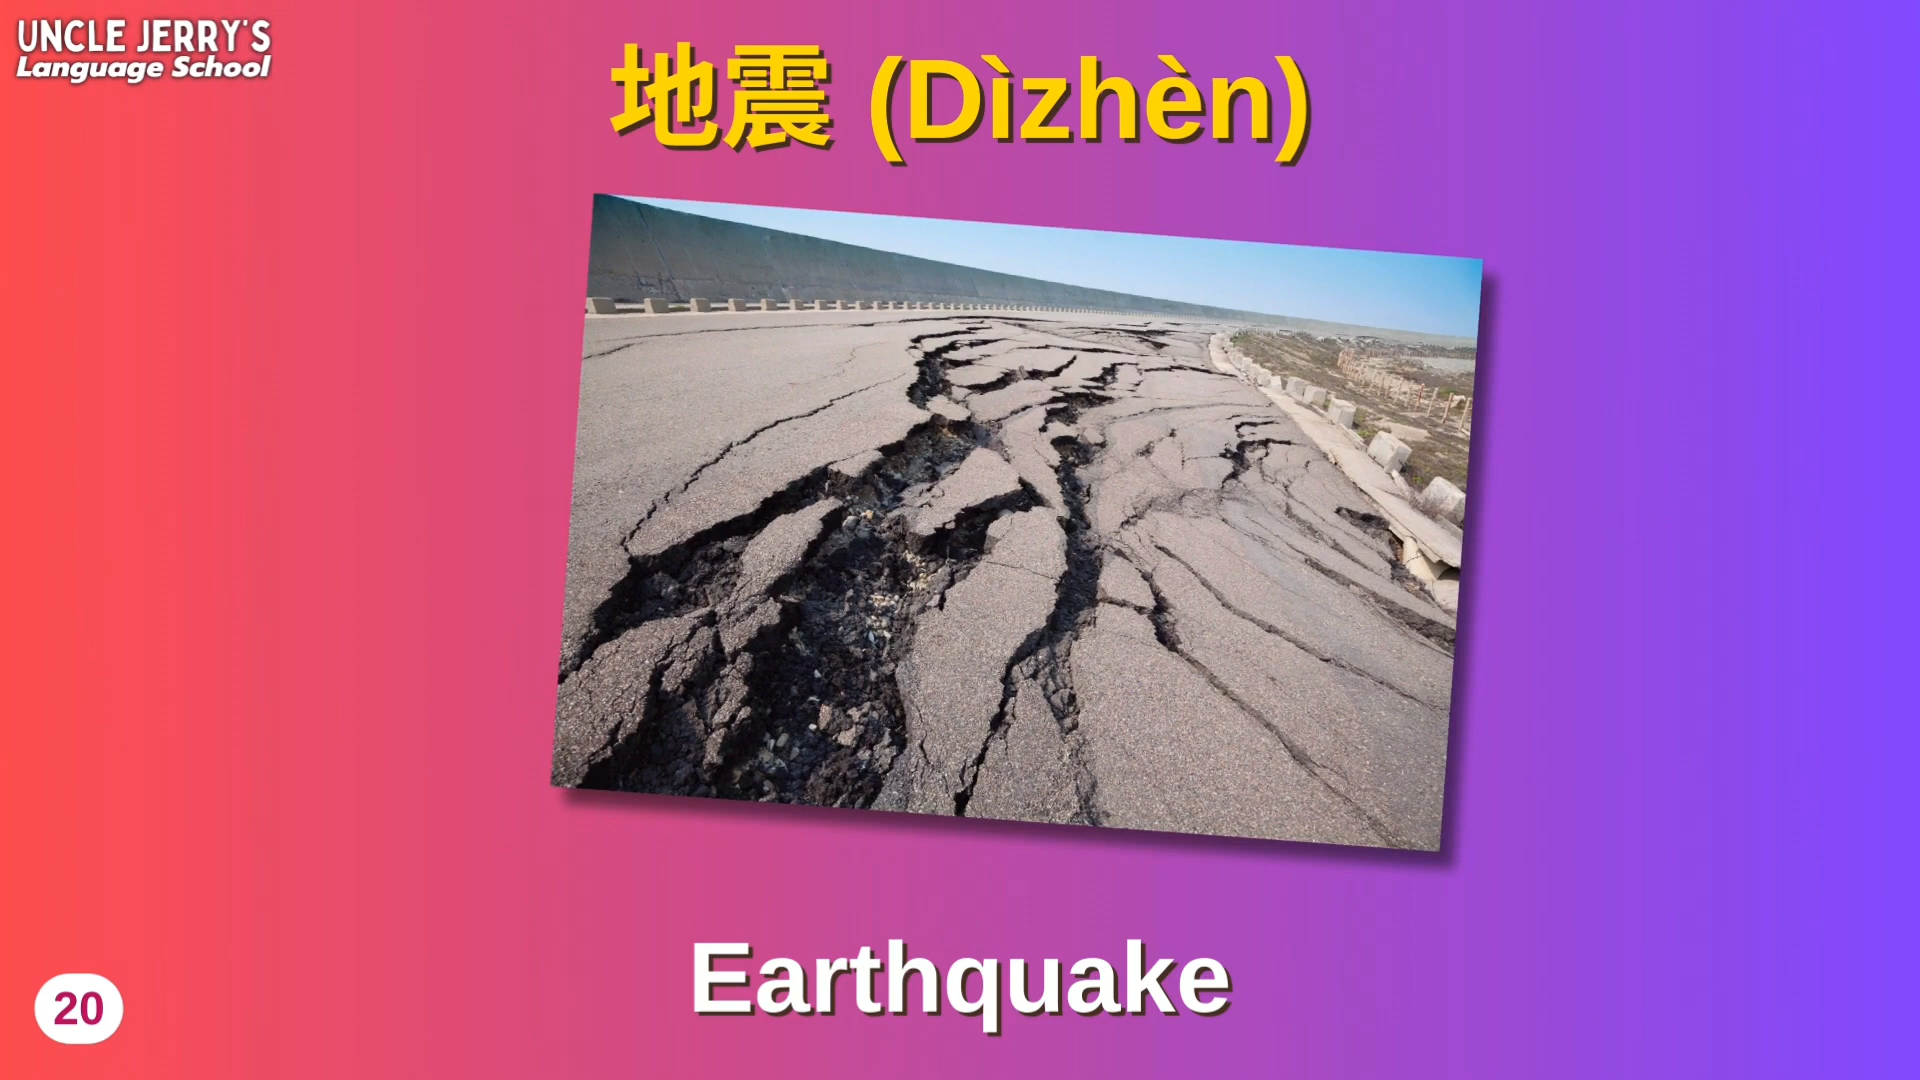 UNCLE JERRY'S
Language School
地震 (Dìzhèn)
Earthquake
20